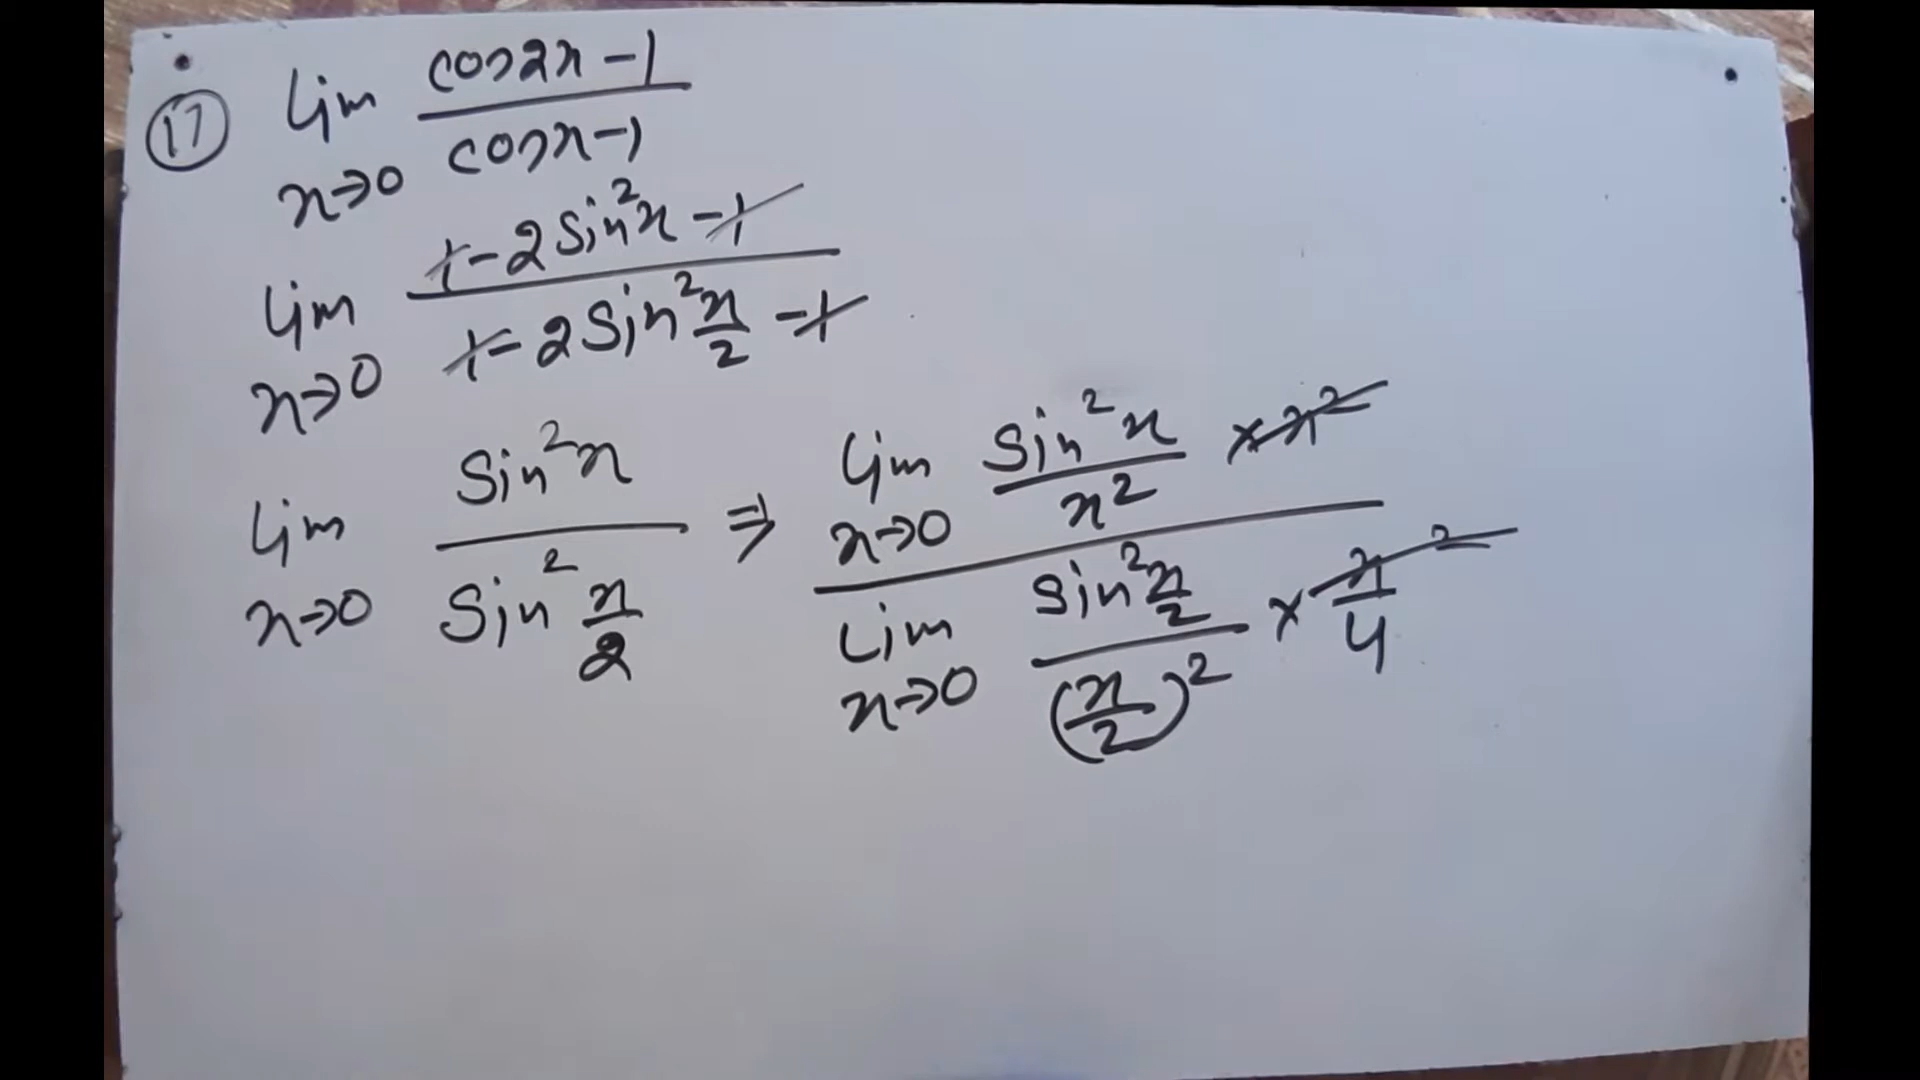 (17) lim x→0 (cos2x - 1)/(cosx - 1)
lim x→0 (1 - 2Sin²x - 1)/(1 - 2Sin²x/2 - 1)
lim x→0 Sin²x/Sin²x/2 ⇒ (lim x→0 Sin²x/x² × x²)/(Lim x→0 Sin²x/2/(x/2)² × x²/4)